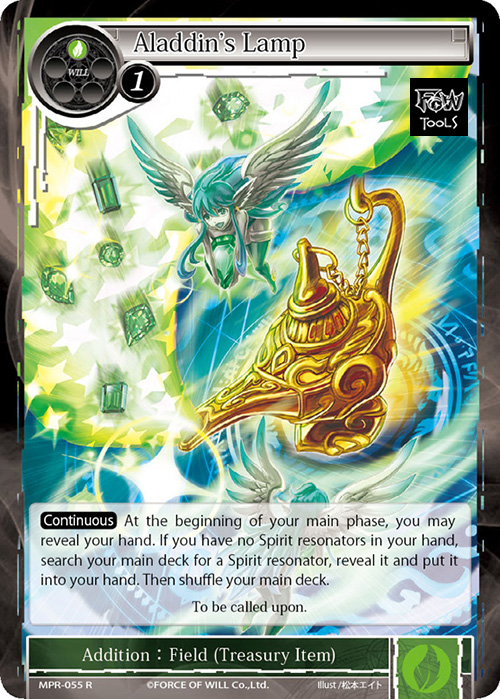 Aladdin's Lamp
WILL
1
FoW
TOOLS
Continuous At the beginning of your main phase, you may
reveal your hand. If you have no Spirit resonators in your hand,
search your main deck for a Spirit resonator, reveal it and put it
into your hand. Then shuffle your main deck.
To be called upon.
Addition : Field (Treasury Item)
MPR-055 R ©FORCE OF WILL Co.,Ltd. Illust /松本エイト